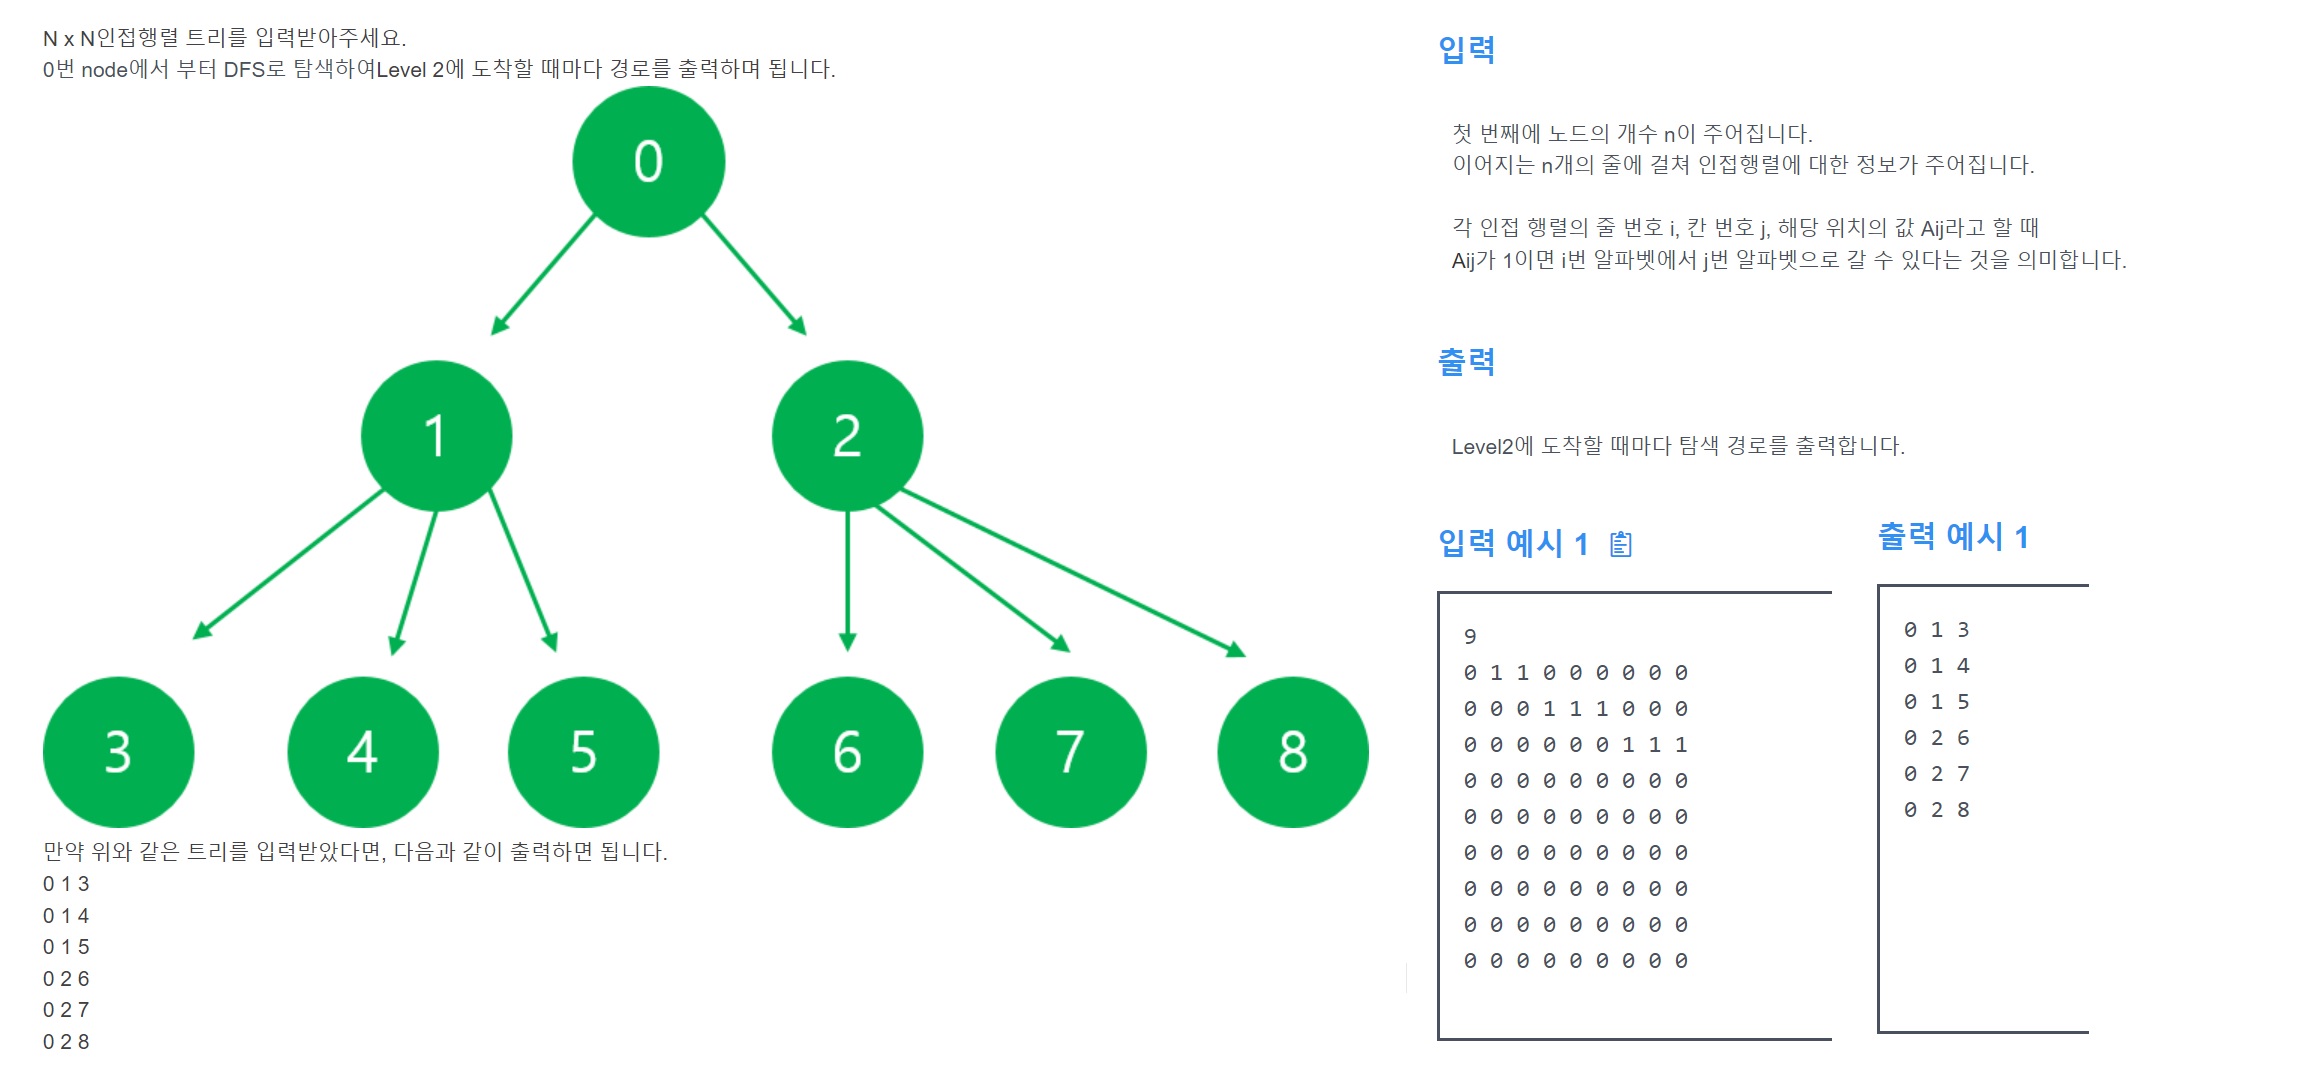 N x N인접행렬 트리를 입력받아주세요.
0번 node에서 부터 DFS로 탐색하여Level 2에 도착할 때마다 경로를 출력하며 됩니다.
0
1
2
3
4
5
6
7
8
만약 위와 같은 트리를 입력받았다면, 다음과 같이 출력하면 됩니다.
0 1 3
0 1 4
0 1 5
0 2 6
0 2 7
0 2 8
입력
첫 번째에 노드의 개수 n이 주어집니다.
이어지는 n개의 줄에 걸쳐 인접행렬에 대한 정보가 주어집니다.
각 인접 행렬의 줄 번호 i, 칸 번호 j, 해당 위치의 값 Aij라고 할 때
Aij가 1이면 i번 알파벳에서 j번 알파벳으로 갈 수 있다는 것을 의미합니다.
출력
Level2에 도착할 때마다 탐색 경로를 출력합니다.
입력 예시 1
9
0 1 1 0 0 0 0 0 0
0 0 0 1 1 1 0 0 0
0 0 0 0 0 0 1 1 1
0 0 0 0 0 0 0 0 0
0 0 0 0 0 0 0 0 0
0 0 0 0 0 0 0 0 0
0 0 0 0 0 0 0 0 0
0 0 0 0 0 0 0 0 0
0 0 0 0 0 0 0 0 0
출력 예시 1
0 1 3
0 1 4
0 1 5
0 2 6
0 2 7
0 2 8